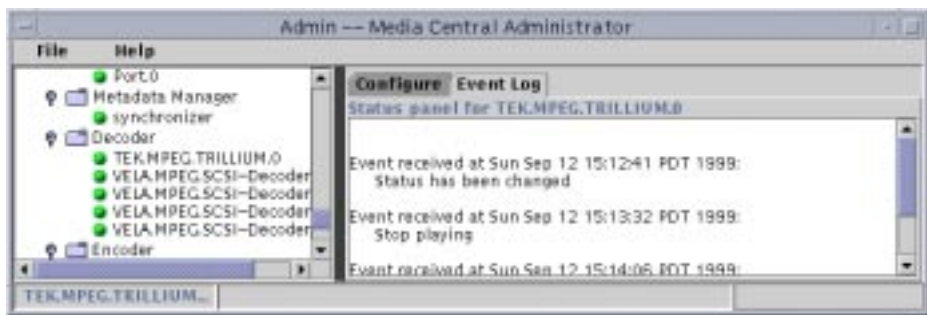 Admin -- Media Central Administrator
File Help
Port.0
Metadata Manager
synchronizer
Decoder
TEK.MPEG.TRILLIUM.0
VELA.MPEG.SCSI-Decoder
VELA.MPEG.SCSI-Decoder
VELA.MPEG.SCSI-Decoder
VELA.MPEG.SCSI-Decoder
Encoder
Configure Event Log
Status panel for TEK.MPEG.TRILLIUM.0
Event received at Sun Sep 12 15:12:41 PDT 1999:
Status has been changed
Event received at Sun Sep 12 15:13:32 PDT 1999:
Stop playing
Event received at Sun Sep 12 15:14:06 PDT 1999:
TEK.MPEG.TRILLIUM...